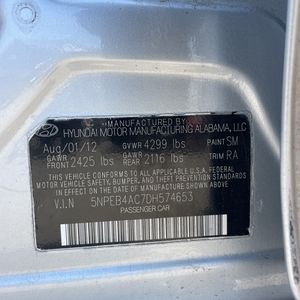 HYUNDAI MOTOR MANUFACTURING ALABAMA, LLC
Aug/01/12 GVWR 4299 lbs PAINT SM
GAWR FRONT 2425 lbs GAWR REAR 2116 lbs TRIM RA
THIS VEHICLE CONFORMS TO ALL APPLICABLE FEDERAL
MOTOR VEHICLE SAFETY, BUMPER, AND THEFT PREVENTION
STANDARDS IN EFFECT ON THE DATE OF MANUFACTURE SHOWN ABOVE.
V.I.N 5NPEB4AC7DH574653
PASSENGER CAR